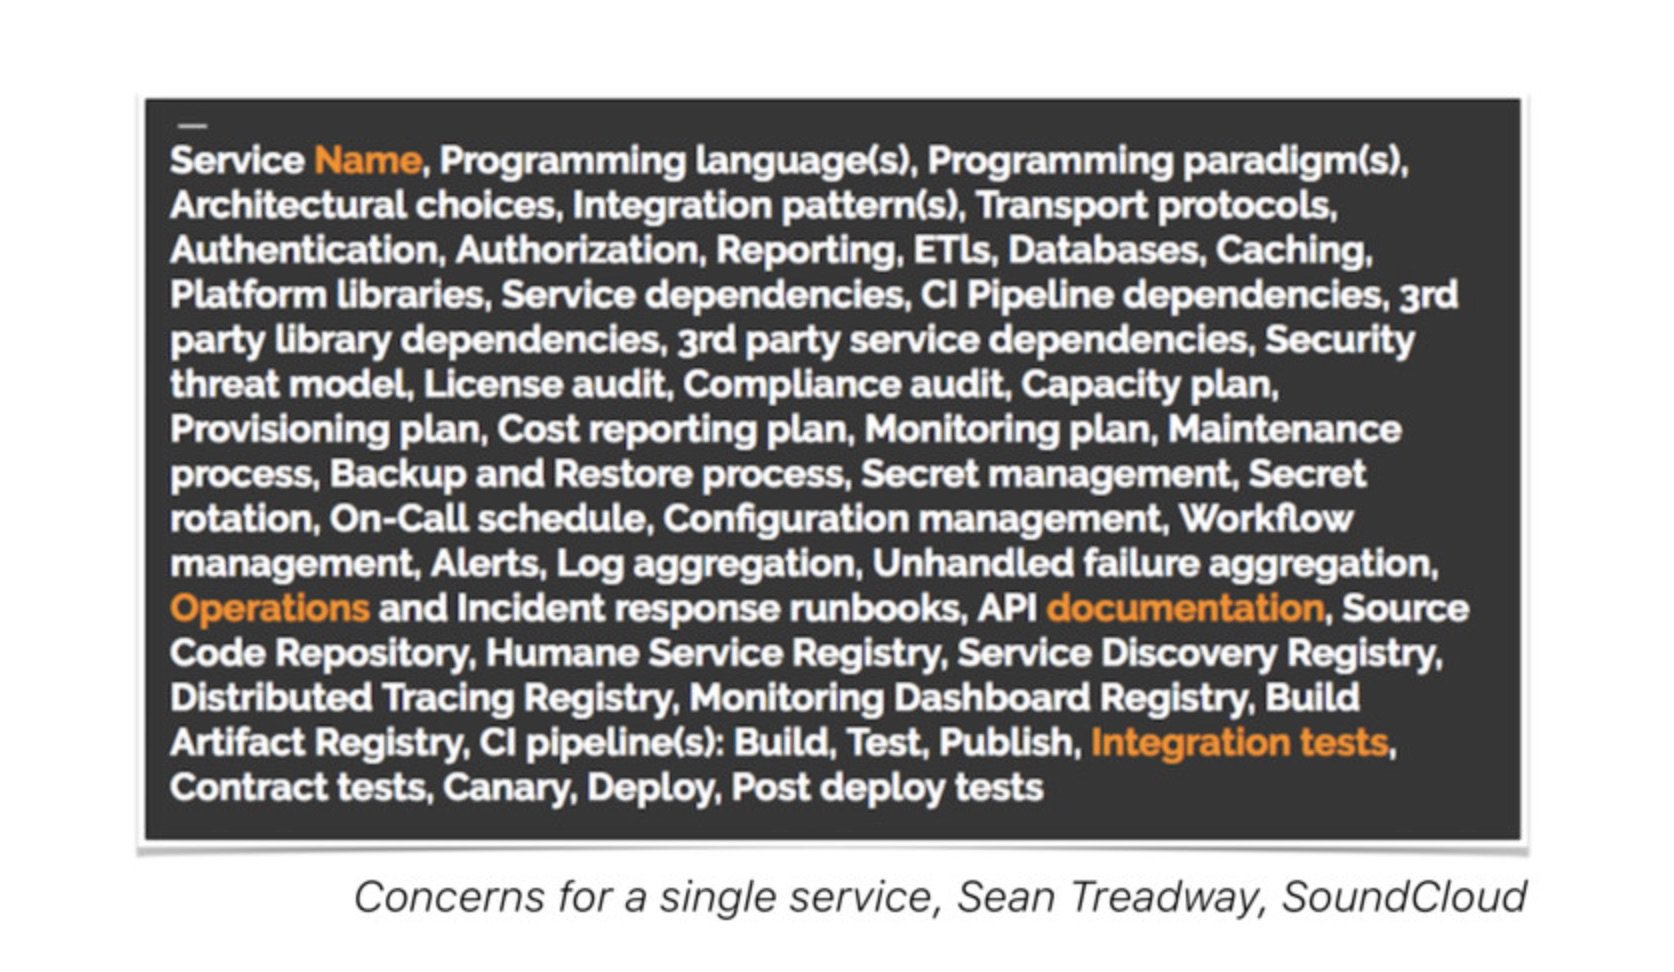 Service Name, Programming language(s), Programming paradigm(s),
Architectural choices, Integration pattern(s), Transport protocols,
Authentication, Authorization, Reporting, ETLs, Databases, Caching,
Platform libraries, Service dependencies, CI Pipeline dependencies, 3rd
party library dependencies, 3rd party service dependencies, Security
threat model, License audit, Compliance audit, Capacity plan,
Provisioning plan, Cost reporting plan, Monitoring plan, Maintenance
process, Backup and Restore process, Secret management, Secret
rotation, On-Call schedule, Configuration management, Workflow
management, Alerts, Log aggregation, Unhandled failure aggregation,
Operations and Incident response runbooks, API documentation, Source
Code Repository, Humane Service Registry, Service Discovery Registry,
Distributed Tracing Registry, Monitoring Dashboard Registry, Build
Artifact Registry, CI pipeline(s): Build, Test, Publish, Integration tests,
Contract tests, Canary, Deploy, Post deploy tests
Concerns for a single service, Sean Treadway, SoundCloud